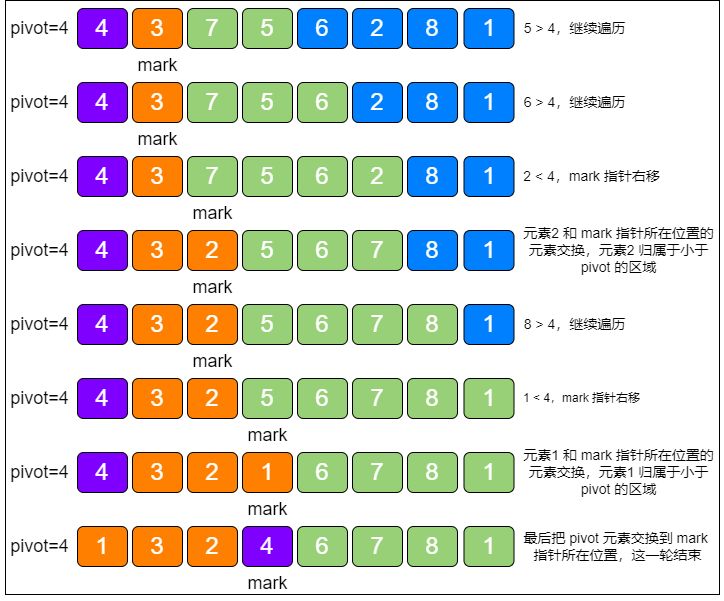 pivot=4 4 3 7 5 6 2 8 1 5 > 4，继续遍历
mark
pivot=4 4 3 7 5 6 2 8 1 6 > 4，继续遍历
mark
pivot=4 4 3 7 5 6 2 8 1 2 < 4，mark 指针右移
mark
pivot=4 4 3 2 5 6 7 8 1 元素2 和 mark 指针所在位置的
元素交换，元素2 归属于小于
pivot 的区域
mark
pivot=4 4 3 2 5 6 7 8 1 8 > 4，继续遍历
mark
pivot=4 4 3 2 5 6 7 8 1 1 < 4，mark 指针右移
mark
pivot=4 4 3 2 1 6 7 8 1 元素1 和 mark 指针所在位置的
元素交换，元素1 归属于小于
pivot 的区域
mark
pivot=4 1 3 2 4 6 7 8 1 最后把 pivot 元素交换到 mark
指针所在位置，这一轮结束
mark